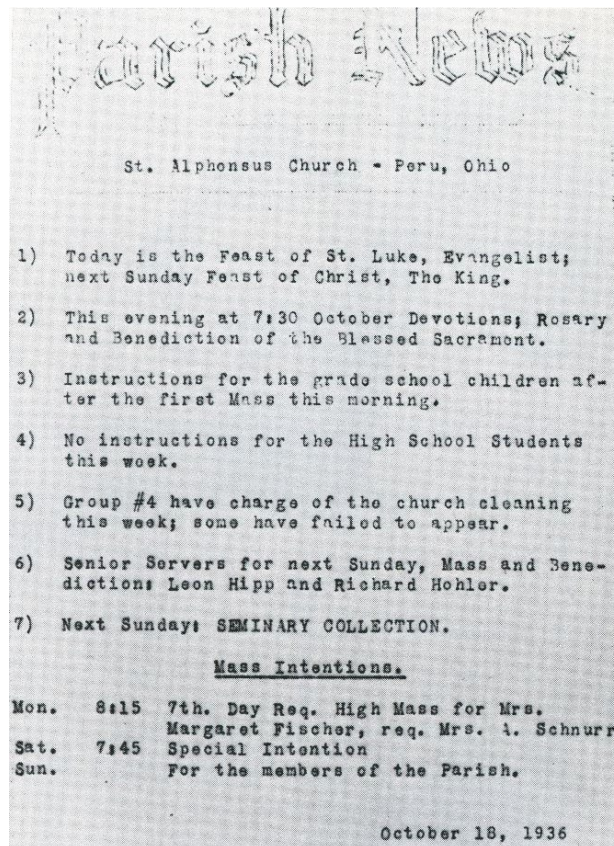 Parish News
St. Alphonsus Church - Peru, Ohio
1) Today is the Feast of St. Luke, Evangelist;
next Sunday Feast of Christ, The King.
2) This evening at 7:30 October Devotions; Rosary
and Benediction of the Blessed Sacrament.
3) Instructions for the grade school children af-
ter the first Mass this morning.
4) No instructions for the High School Students
this week.
5) Group #4 have charge of the church cleaning
this week; some have failed to appear.
6) Senior Servers for next Sunday, Mass and Bene-
diction: Leon Hipp and Richard Hohler.
7) Next Sunday: SEMINARY COLLECTION.
Mass Intentions.
Mon. 8:15 7th. Day Req. High Mass for Mrs.
Margaret Fischer, req. Mrs. A. Schnurr
Sat. 7:45 Special Intention
Sun. For the members of the Parish.
October 18, 1936